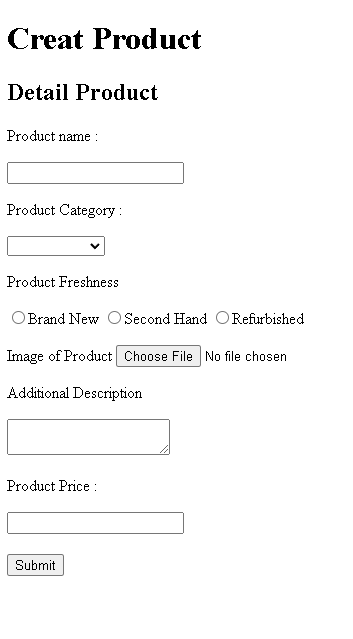 Creat Product
Detail Product
Product name :
Product Category :
Product Freshness
Brand New Second Hand Refurbished
Image of Product Choose File No file chosen
Additional Description
Product Price :
Submit